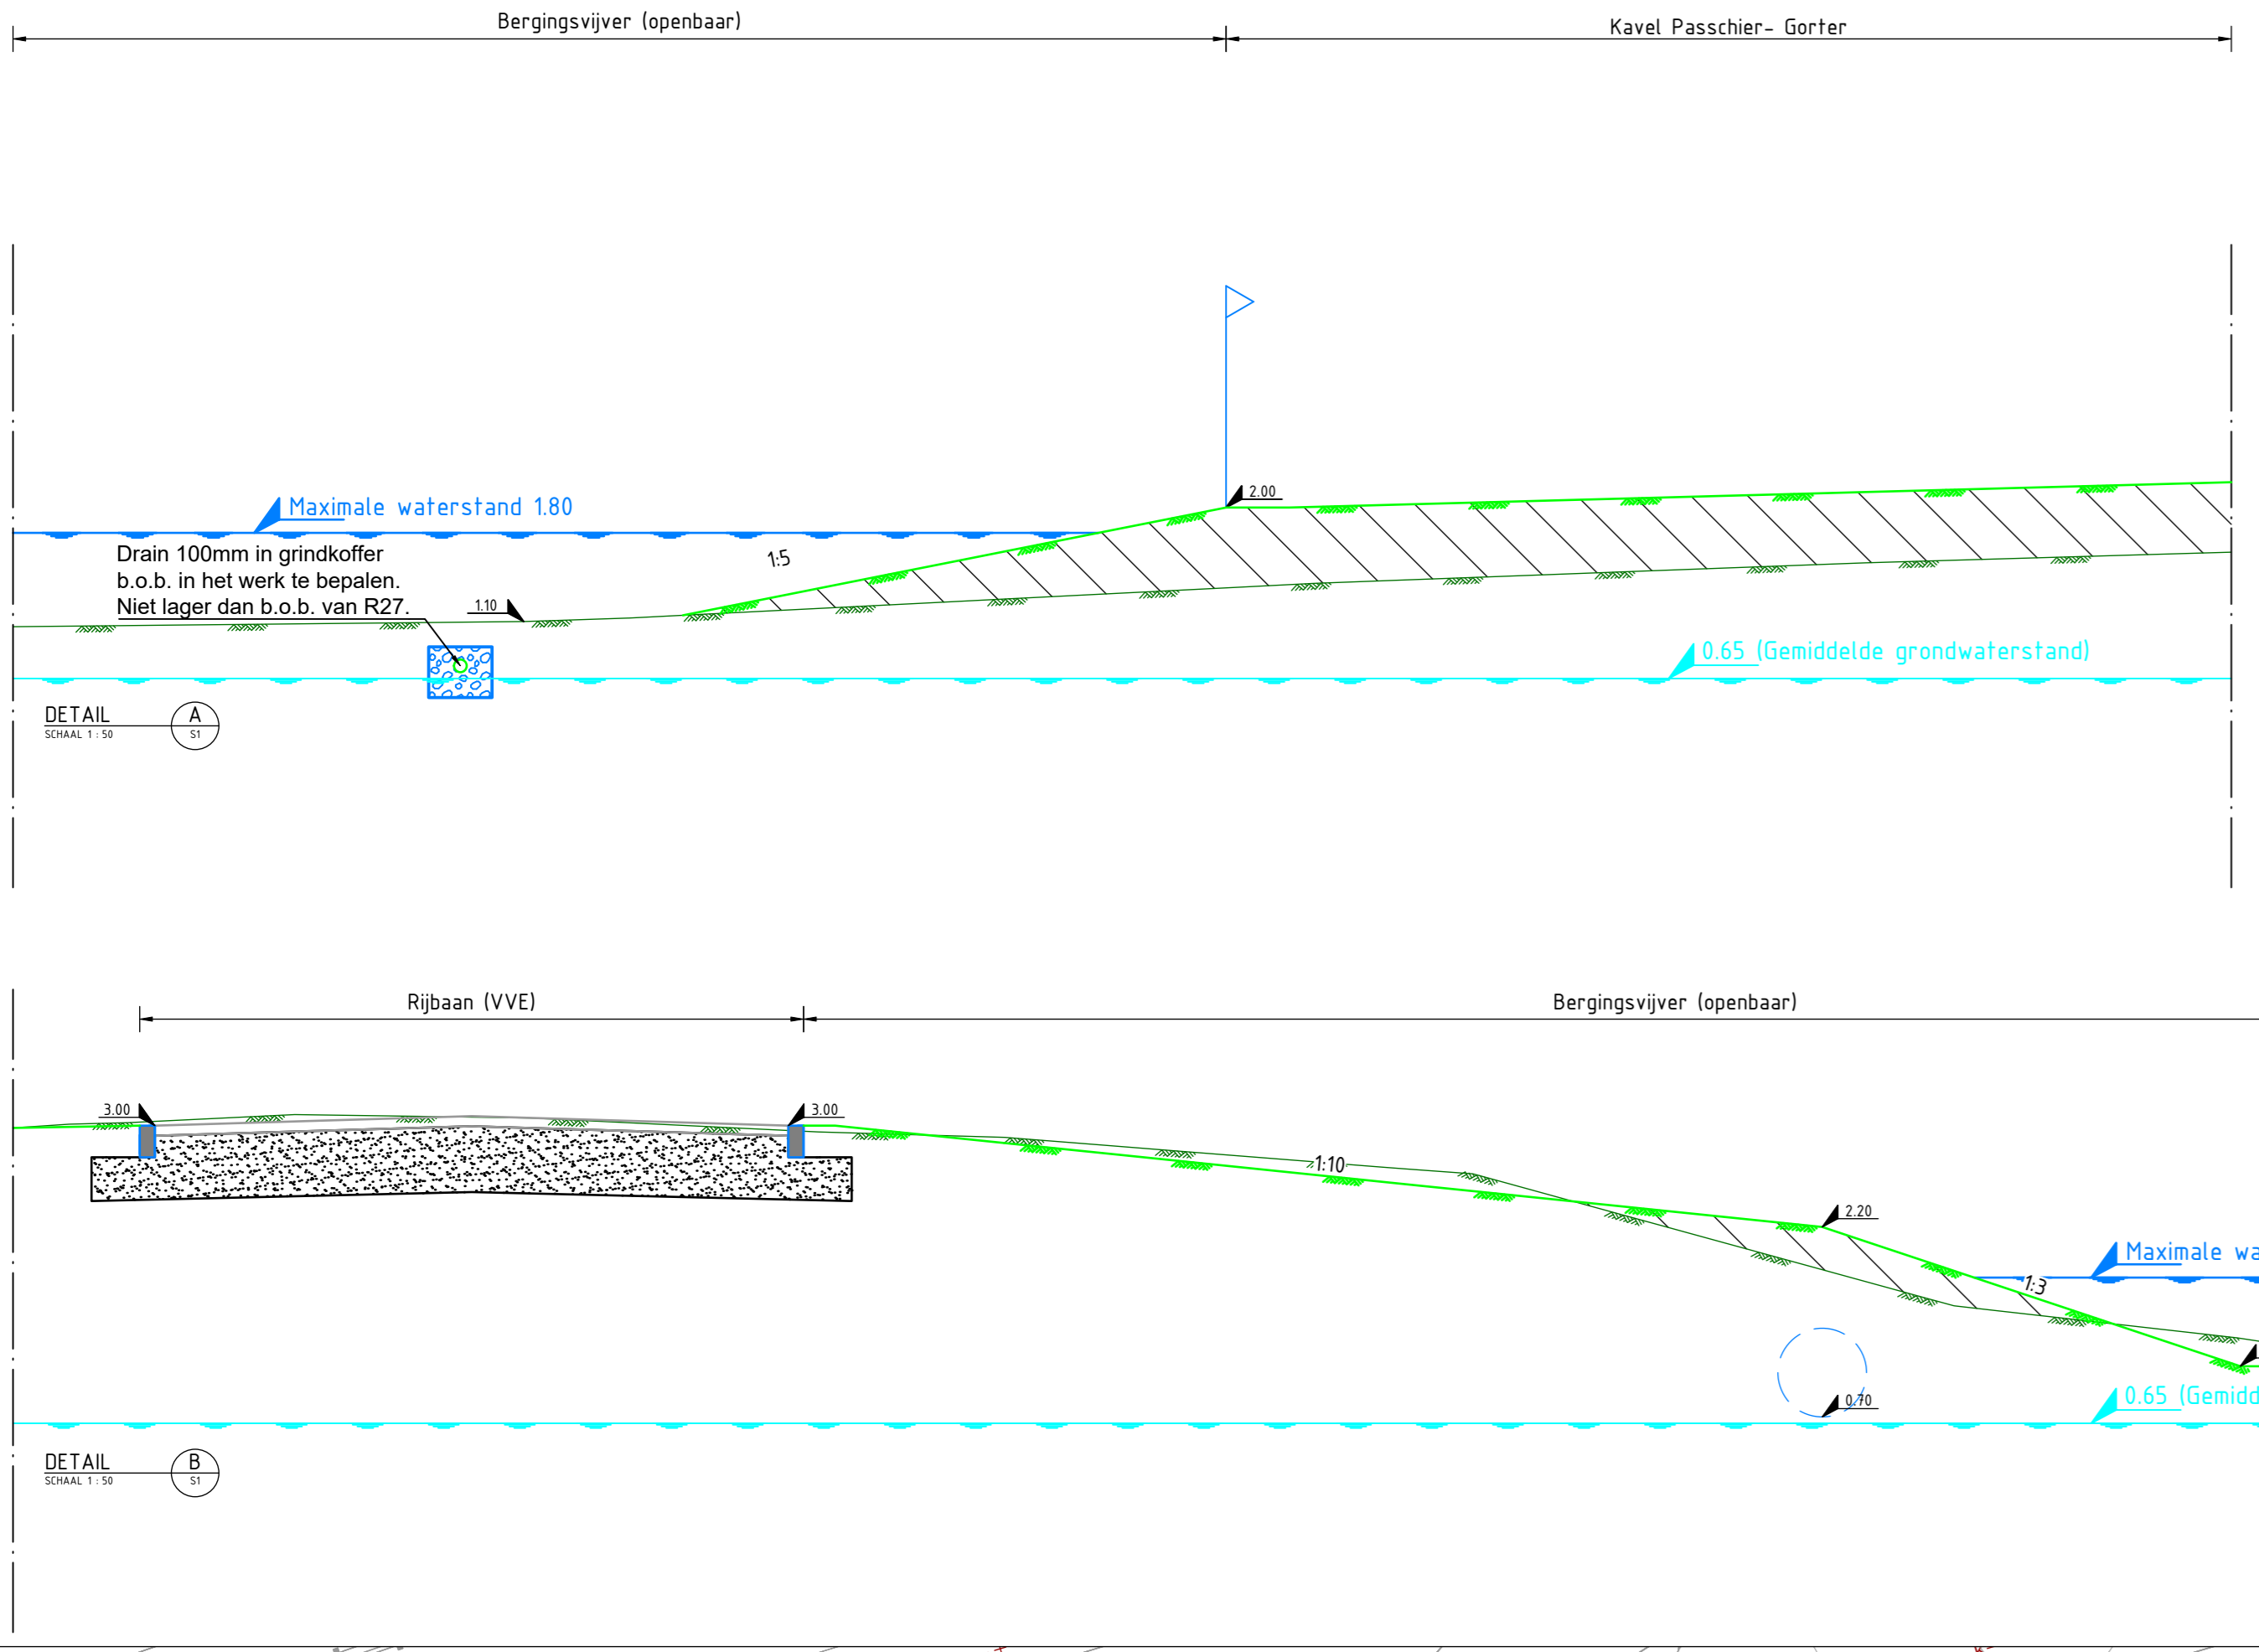 Bergingsvijver (openbaar)
Kavel Passchier- Gorter
2.00
Maximale waterstand 1.80
Drain 100mm in grindkoffer
b.o.b. in het werk te bepalen.
Niet lager dan b.o.b. van R27.
1:5
1.10
0.65 (Gemiddelde grondwaterstand)
DETAIL
SCHAAL 1 : 50
A
S1
Rijbaan (VVE)
Bergingsvijver (openbaar)
3.00
3.00
1:10
2.20
Maximale wa
1:3
0.70
0.65 (Gemidd
DETAIL
SCHAAL 1 : 50
B
S1